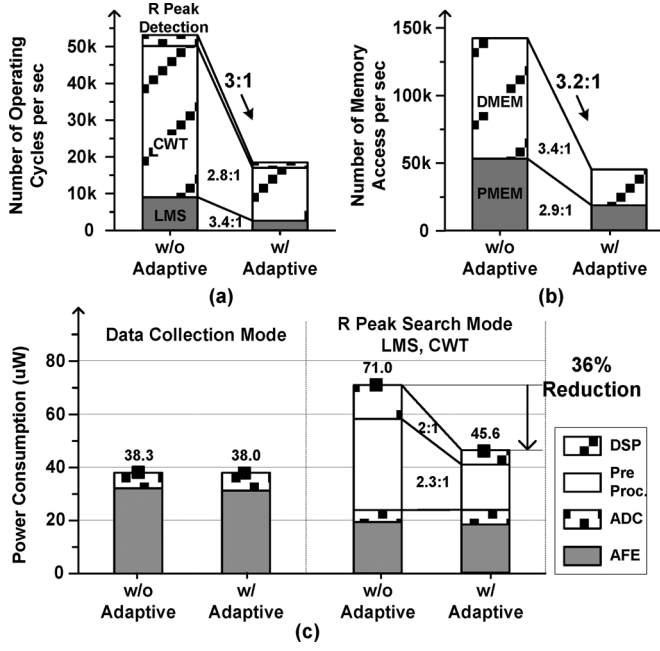 R Peak
Detection
Number of Operating
Cycles per sec
50k
40k
30k
20k
10k
0
3:1
CWT
2.8:1
LMS
3.4:1
w/o
Adaptive
w/
Adaptive
(a)
Number of Memory
Access per sec
150k
100k
50k
0
3.2:1
DMEM
3.4:1
PMEM
2.9:1
w/o
Adaptive
w/
Adaptive
(b)
Power Consumption (uW)
80
60
40
20
0
Data Collection Mode
R Peak Search Mode
LMS, CWT
38.3
38.0
71.0
45.6
2:1
2.3:1
36%
Reduction
DSP
Pre
Proc.
ADC
AFE
w/o
Adaptive
w/
Adaptive
w/o
Adaptive
w/
Adaptive
(c)